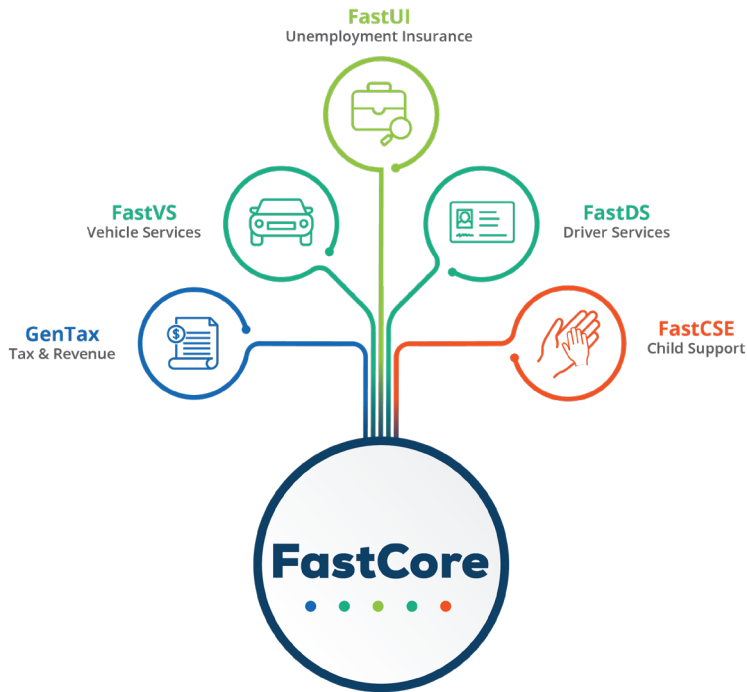 FastUI
Unemployment Insurance
FastVS
Vehicle Services
FastDS
Driver Services
GenTax
Tax & Revenue
$
FastCSE
Child Support
FastCore